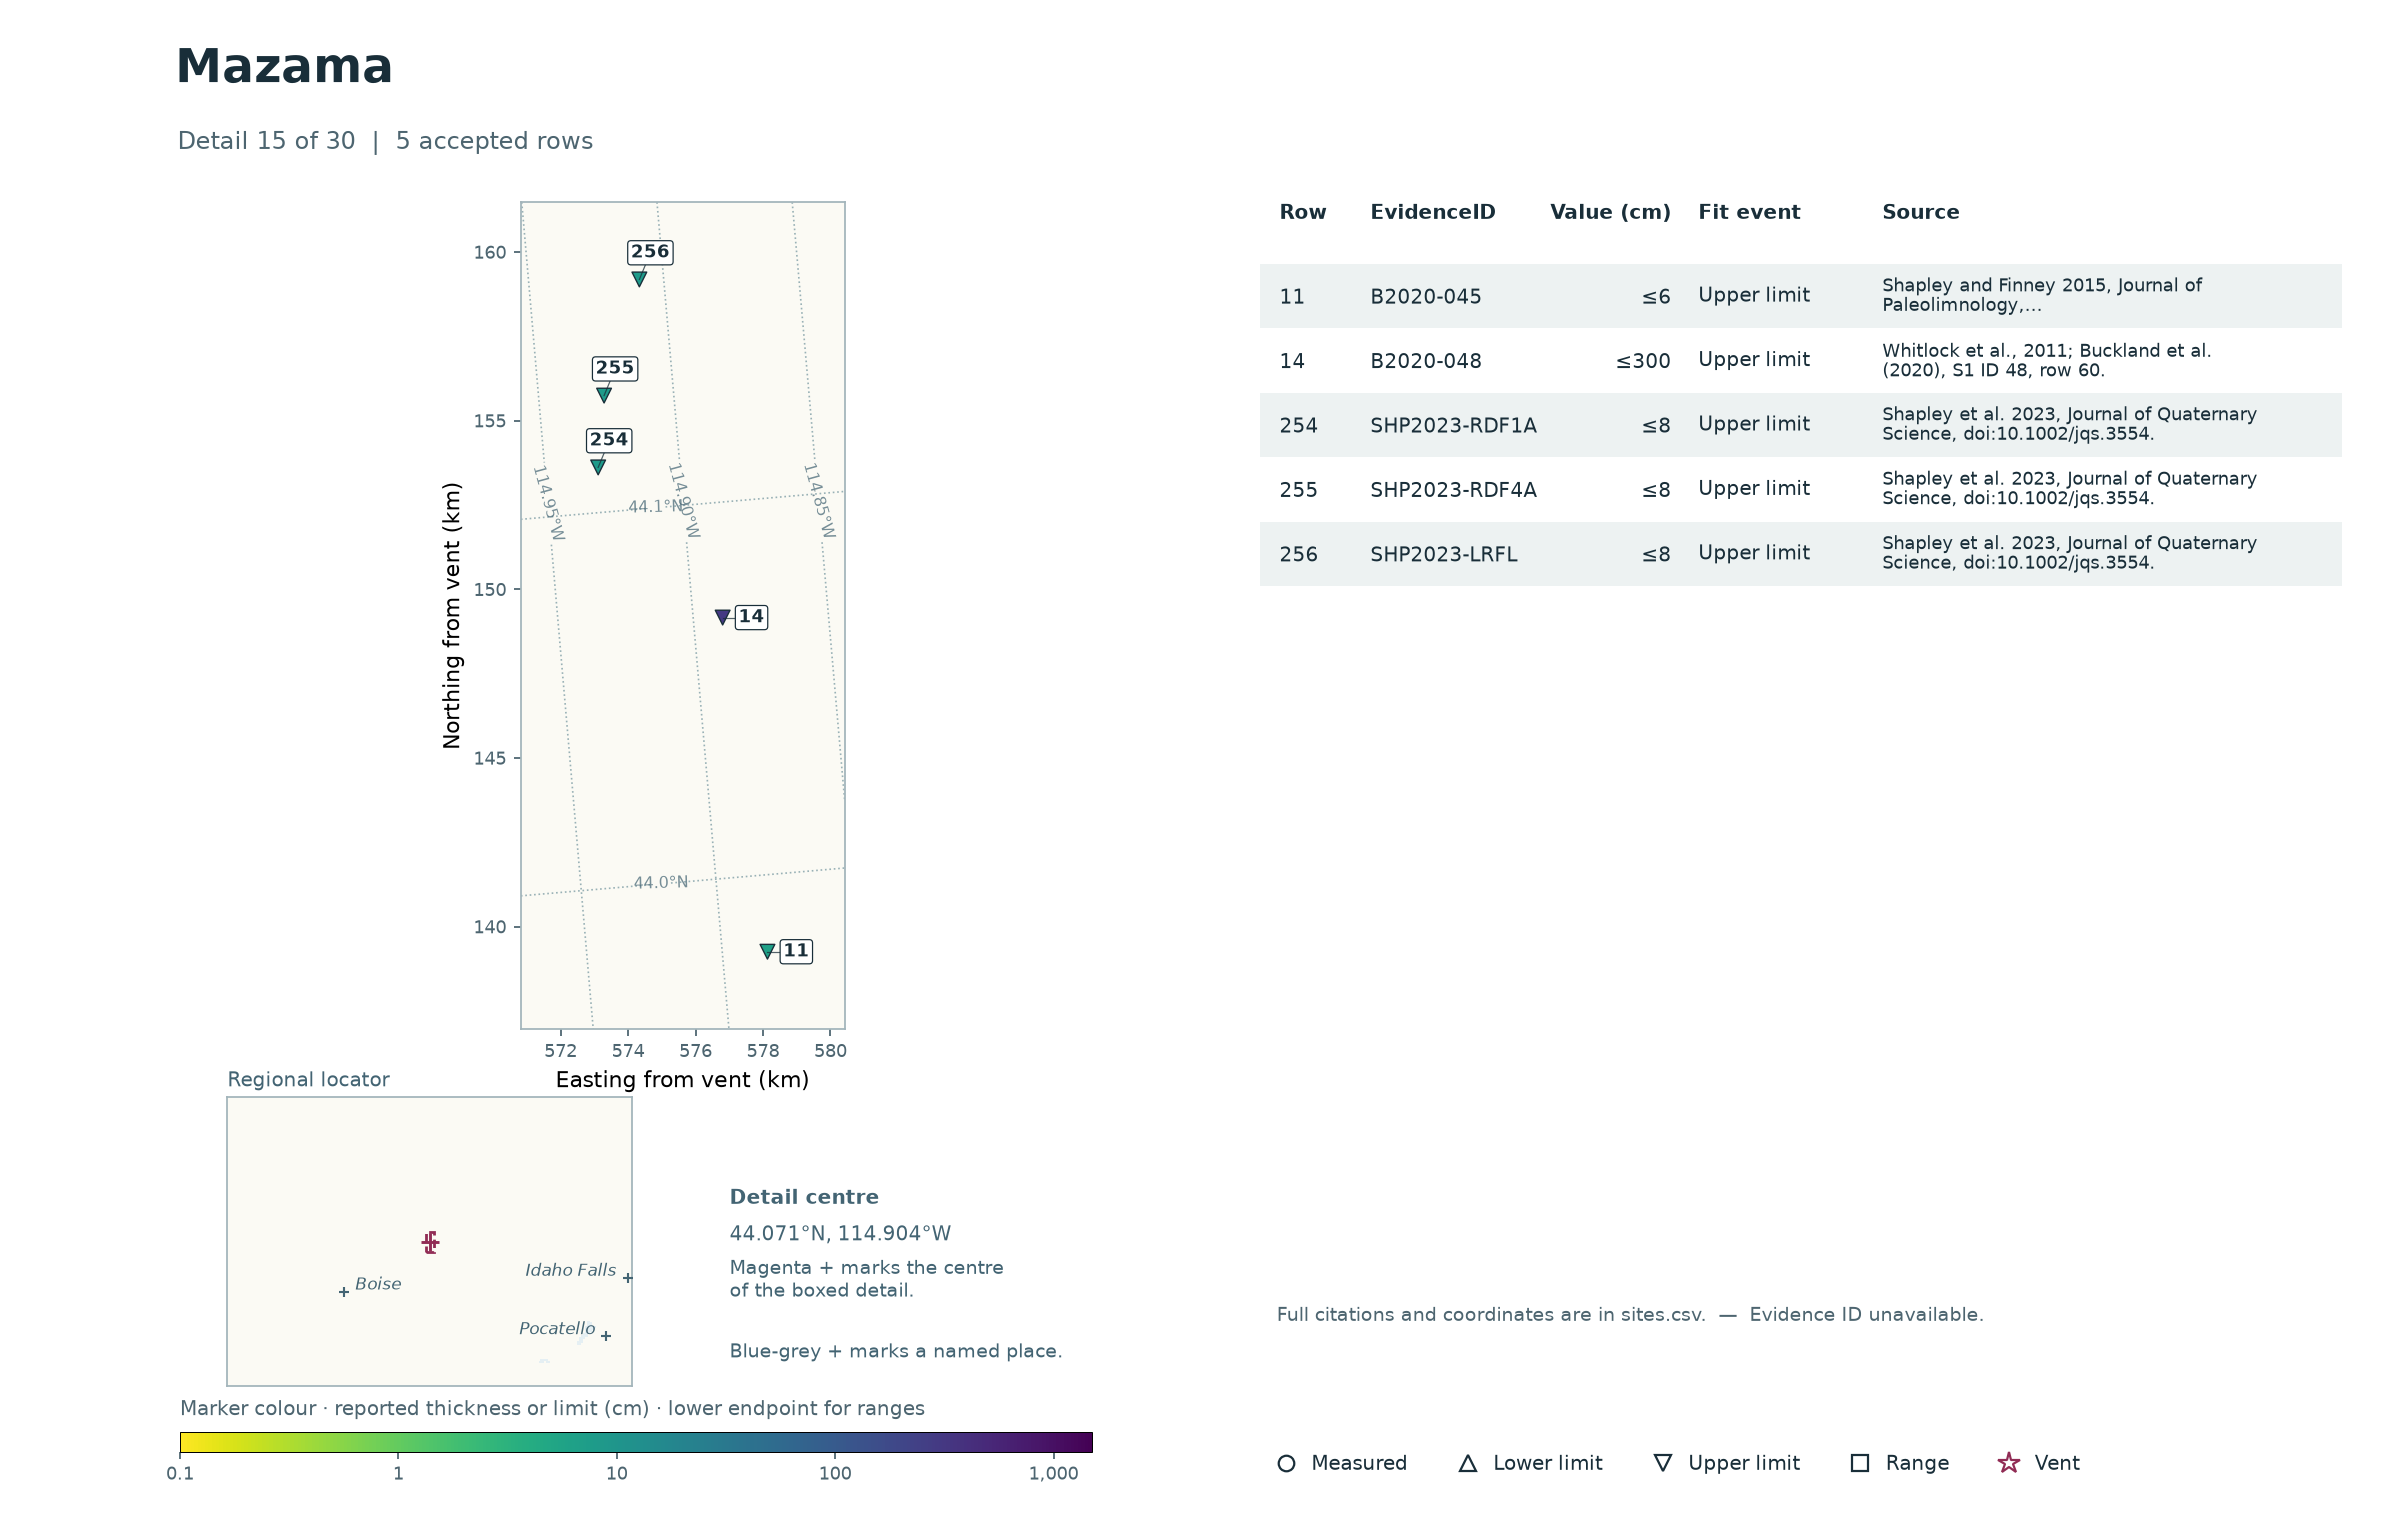 Mazama
Detail 15 of 30 | 5 accepted rows
160
155
150
145
140
Northing from vent (km)
256
255
254
14
11
114.95°W
114.90°W
114.85°W
44.1°N
44.0°N
572 574 576 578 580
Easting from vent (km)
Row EvidenceID Value (cm) Fit event Source
11 B2020-045 ≤6 Upper limit Shapley and Finney 2015, Journal of
Paleolimnology,...
14 B2020-048 ≤300 Upper limit Whitlock et al., 2011; Buckland et al.
(2020), S1 ID 48, row 60.
254 SHP2023-RDF1A ≤8 Upper limit Shapley et al. 2023, Journal of Quaternary
Science, doi:10.1002/jqs.3554.
255 SHP2023-RDF4A ≤8 Upper limit Shapley et al. 2023, Journal of Quaternary
Science, doi:10.1002/jqs.3554.
256 SHP2023-LRFL ≤8 Upper limit Shapley et al. 2023, Journal of Quaternary
Science, doi:10.1002/jqs.3554.
Regional locator
Boise
Idaho Falls
Pocatello
Detail centre
44.071°N, 114.904°W
Magenta + marks the centre
of the boxed detail.
Blue-grey + marks a named place.
Full citations and coordinates are in sites.csv. — Evidence ID unavailable.
Marker colour · reported thickness or limit (cm) · lower endpoint for ranges
0.1 1 10 100 1,000
Measured Lower limit Upper limit Range Vent